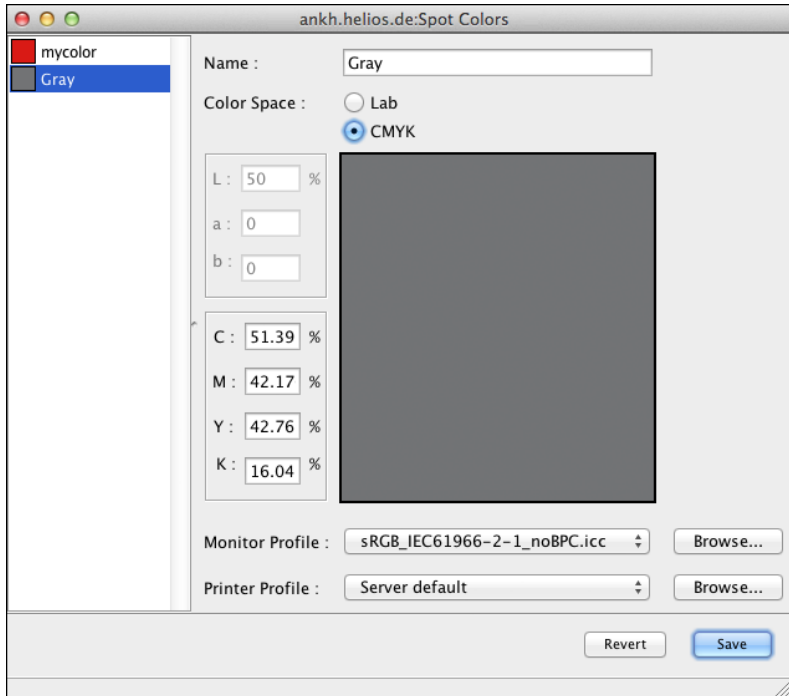 ankh.helios.de:Spot Colors
mycolor
Gray
Name : Gray
Color Space : Lab
CMYK
L : 50 %
a : 0
b : 0
C : 51.39 %
M : 42.17 %
Y : 42.76 %
K : 16.04 %
Monitor Profile : sRGB_IEC61966-2-1_noBPC.icc Browse...
Printer Profile : Server default Browse...
Revert Save